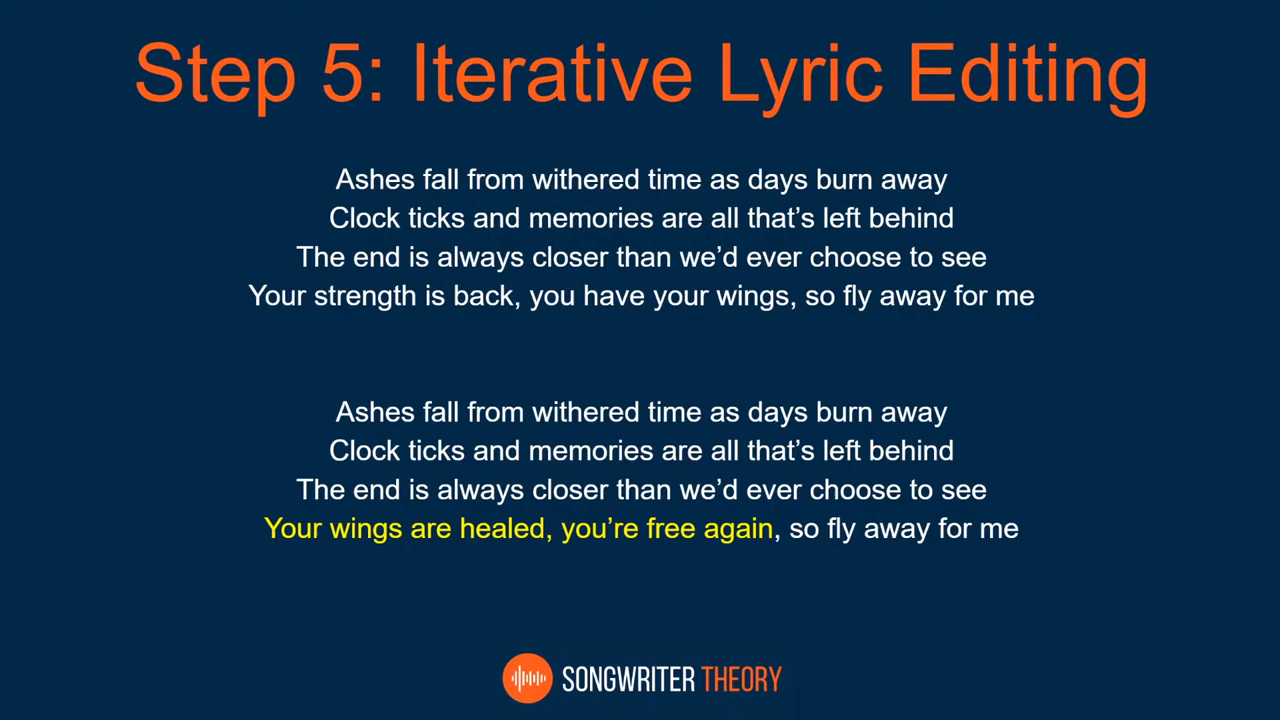 Step 5: Iterative Lyric Editing
Ashes fall from withered time as days burn away
Clock ticks and memories are all that’s left behind
The end is always closer than we’d ever choose to see
Your strength is back, you have your wings, so fly away for me
Ashes fall from withered time as days burn away
Clock ticks and memories are all that’s left behind
The end is always closer than we’d ever choose to see
Your wings are healed, you’re free again, so fly away for me
SONGWRITER THEORY